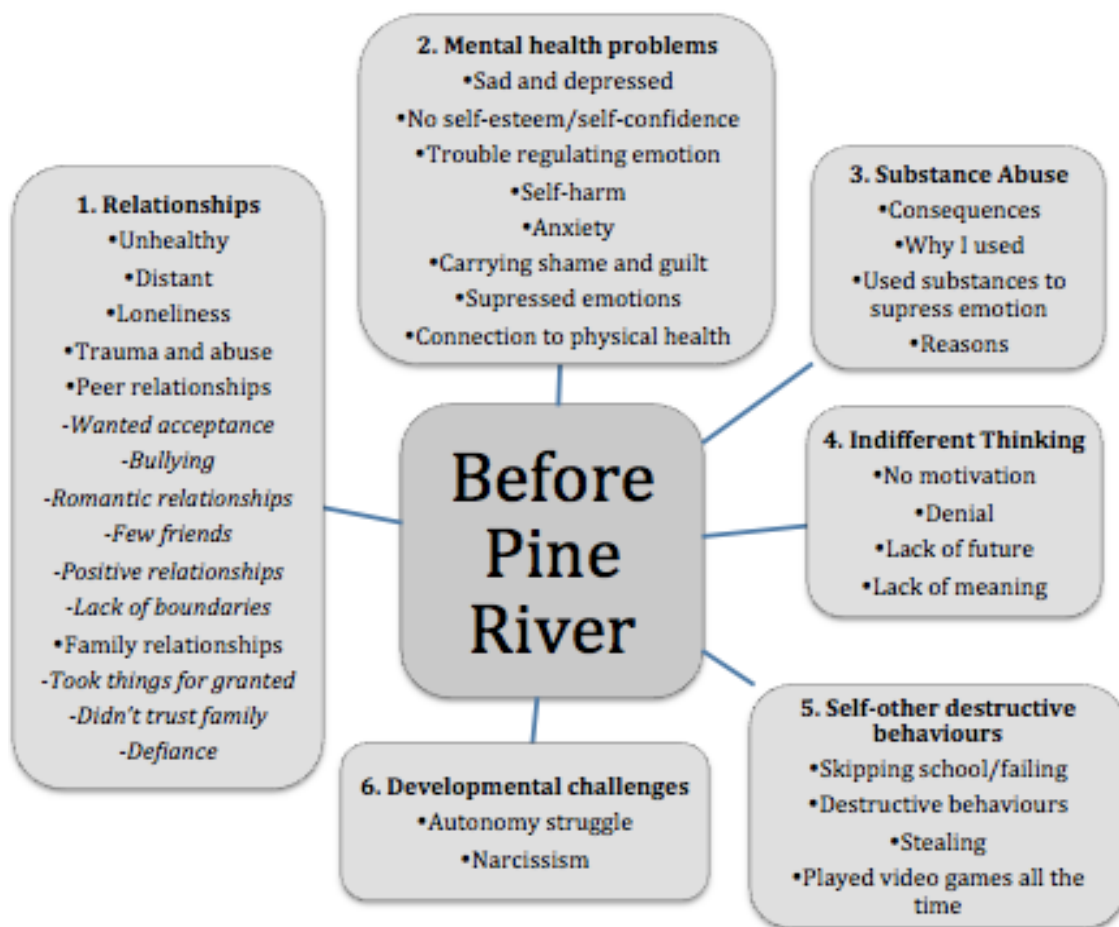 1. Relationships
•Unhealthy
•Distant
•Loneliness
•Trauma and abuse
•Peer relationships
-Wanted acceptance
-Bullying
-Romantic relationships
-Few friends
-Positive relationships
-Lack of boundaries
•Family relationships
-Took things for granted
-Didn't trust family
-Defiance
2. Mental health problems
•Sad and depressed
•No self-esteem/self-confidence
•Trouble regulating emotion
•Self-harm
•Anxiety
•Carrying shame and guilt
•Supressed emotions
•Connection to physical health
3. Substance Abuse
•Consequences
•Why I used
•Used substances to
supress emotion
•Reasons
Before
Pine
River
4. Indifferent Thinking
•No motivation
•Denial
•Lack of future
•Lack of meaning
5. Self-other destructive
behaviours
•Skipping school/failing
•Destructive behaviours
•Stealing
•Played video games all the
time
6. Developmental challenges
•Autonomy struggle
•Narcissism